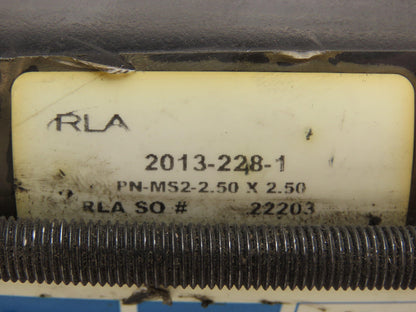 RLA
2013-228-1
PN-MS2-2.50 X 2.50
RLA SO # 22203